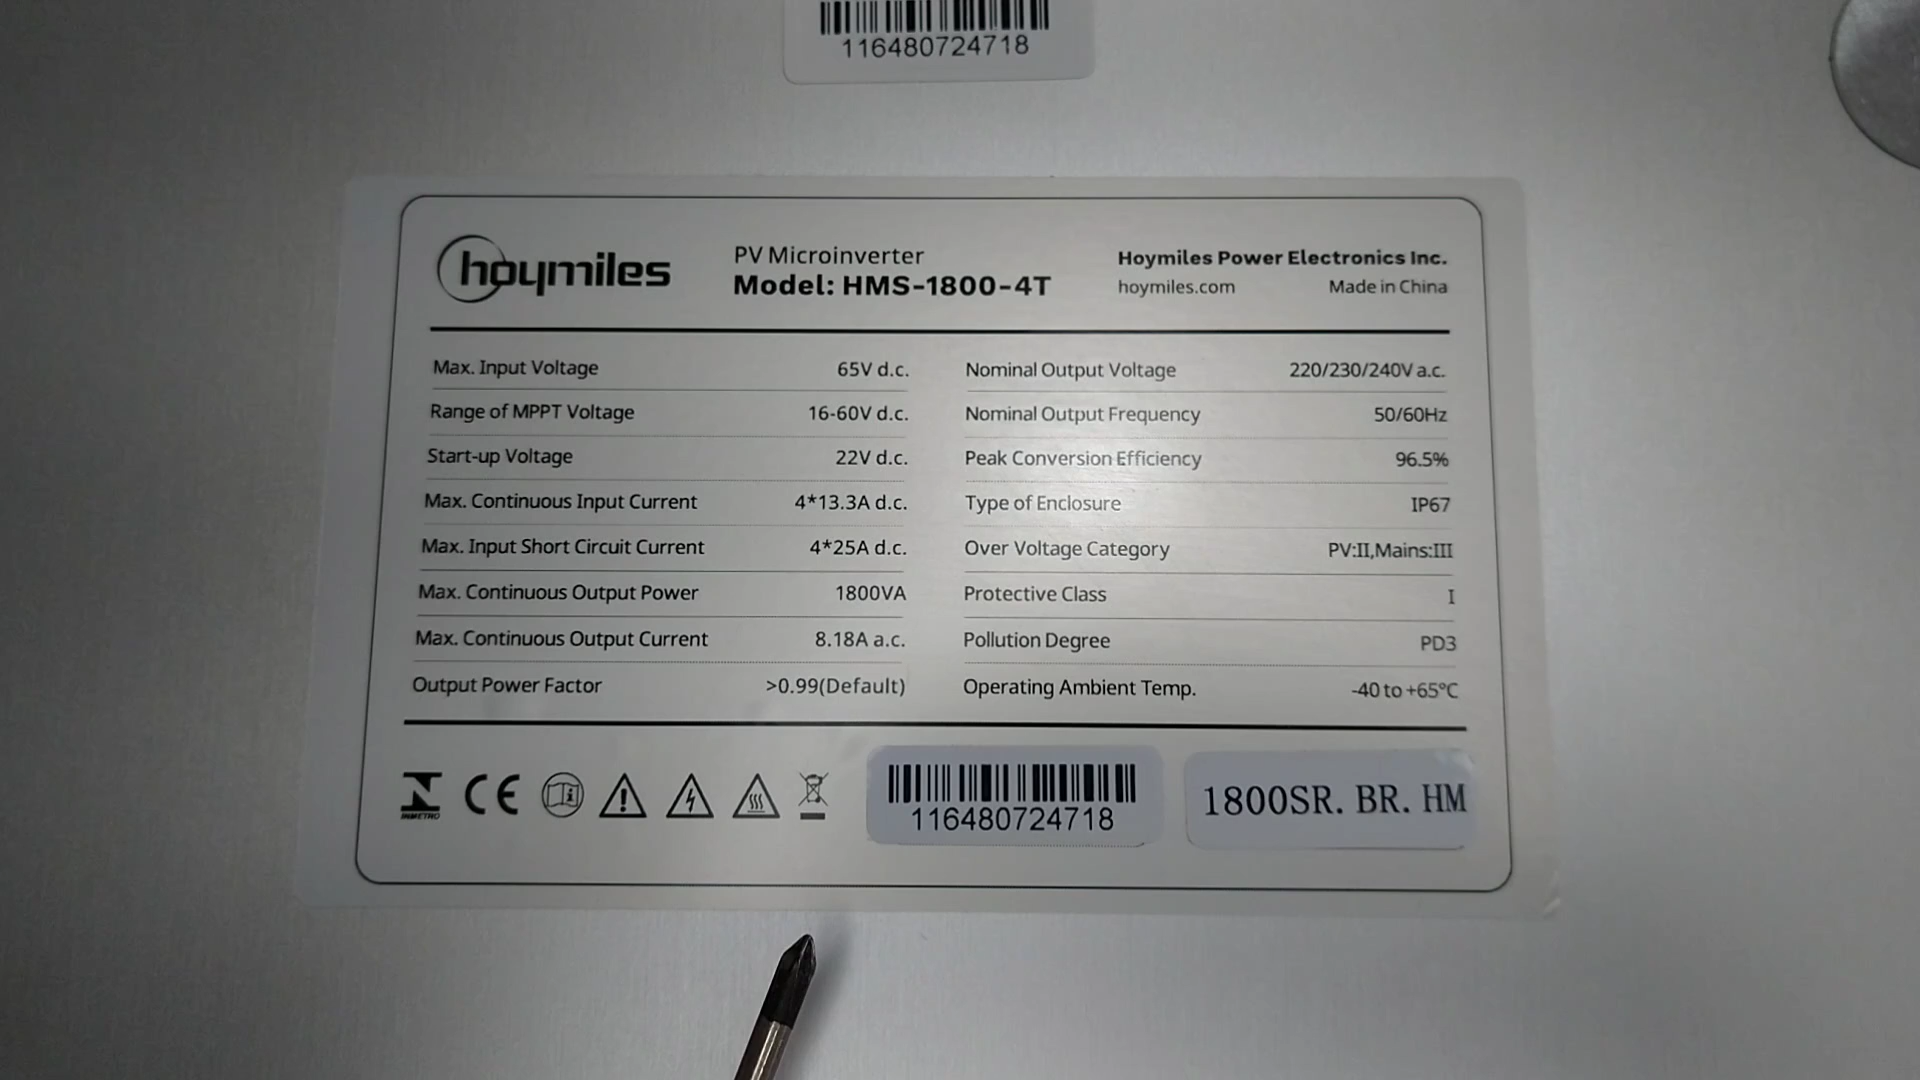 116480724718
hoymiles
PV Microinverter
Model: HMS-1800-4T
Hoymiles Power Electronics Inc.
hoymiles.com Made in China
Max. Input Voltage 65V d.c.
Range of MPPT Voltage 16-60V d.c.
Start-up Voltage 22V d.c.
Max. Continuous Input Current 4*13.3A d.c.
Max. Input Short Circuit Current 4*25A d.c.
Max. Continuous Output Power 1800VA
Max. Continuous Output Current 8.18A a.c.
Output Power Factor >0.99(Default)
Nominal Output Voltage 220/230/240V a.c.
Nominal Output Frequency 50/60Hz
Peak Conversion Efficiency 96.5%
Type of Enclosure IP67
Over Voltage Category PV:II,Mains:III
Protective Class I
Pollution Degree PD3
Operating Ambient Temp. -40 to +65°C
INMETRO
CE
116480724718
1800SR. BR. HM